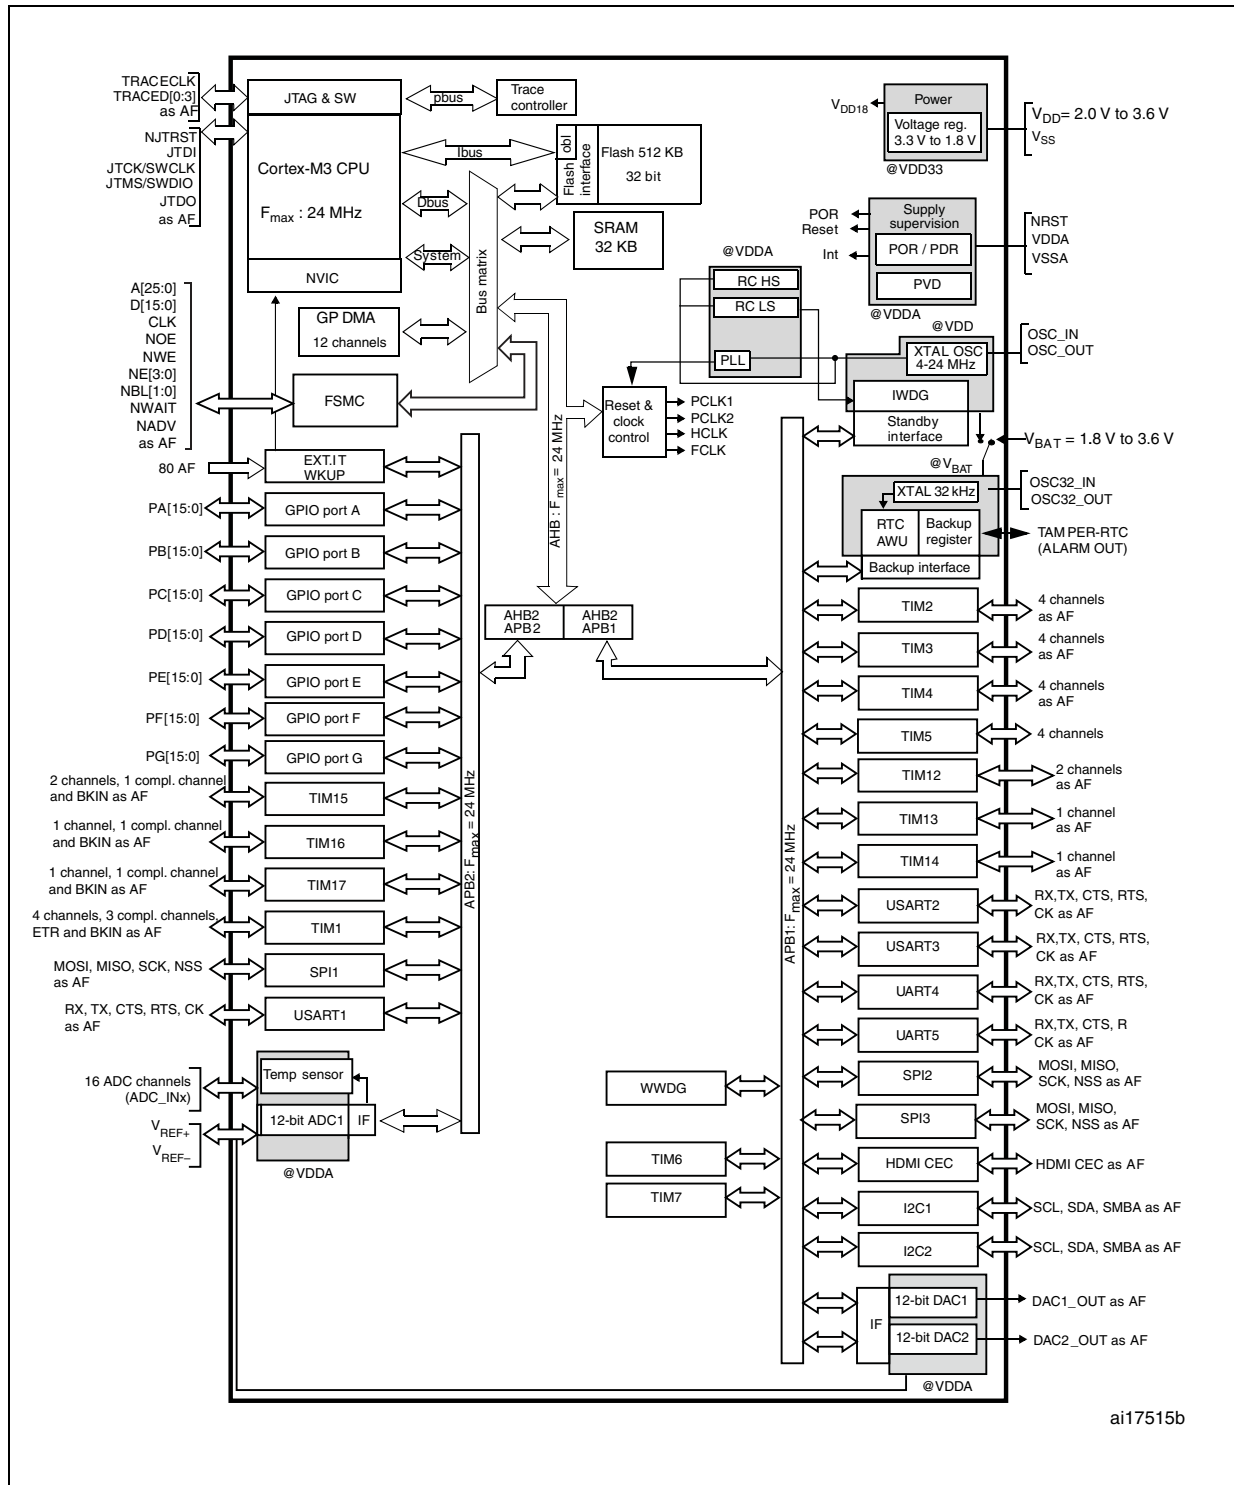 TRACECLK
TRACED[0:3]
as AF
NJTRST
JTDI
JTCK/SWCLK
JTMS/SWDIO
JTDO
as AF
JTAG & SW
pbus
Trace
controller
Cortex-M3 CPU
Fmax : 24 MHz
NVIC
Ibus
Dbus
System
Flash obl
interface
Flash 512 KB
32 bit
SRAM
32 KB
Bus matrix
GP DMA
12 channels
FSMC
A[25:0]
D[15:0]
CLK
NOE
NWE
NE[3:0]
NBL[1:0]
NWAIT
NADV
as AF
VDD18
Power
Voltage reg.
3.3 V to 1.8 V
@VDD33
VDD= 2.0 V to 3.6 V
VSS
POR
Reset
Int
Supply
supervision
POR / PDR
PVD
@VDDA
NRST
VDDA
VSSA
@VDDA
RC HS
RC LS
PLL
@VDD
XTAL OSC
4-24 MHz
OSC_IN
OSC_OUT
IWDG
Standby
interface
Reset &
clock
control
PCLK1
PCLK2
HCLK
FCLK
VBAT = 1.8 V to 3.6 V
@VBAT
XTAL 32 kHz
OSC32_IN
OSC32_OUT
RTC
AWU
Backup
register
Backup interface
TAMPER-RTC
(ALARM OUT)
AHB : Fmax = 24 MHz
AHB2
APB2
AHB2
APB1
80 AF
EXT.IT
WKUP
PA[15:0]
GPIO port A
PB[15:0]
GPIO port B
PC[15:0]
GPIO port C
PD[15:0]
GPIO port D
PE[15:0]
GPIO port E
PF[15:0]
GPIO port F
PG[15:0]
GPIO port G
2 channels, 1 compl. channel
and BKIN as AF
TIM15
1 channel, 1 compl. channel
and BKIN as AF
TIM16
1 channel, 1 compl. channel
and BKIN as AF
TIM17
4 channels, 3 compl. channels,
ETR and BKIN as AF
TIM1
MOSI, MISO, SCK, NSS
as AF
SPI1
RX, TX, CTS, RTS, CK
as AF
USART1
APB2: Fmax = 24 MHz
16 ADC channels
(ADC_INx)
VREF+
VREF–
Temp sensor
12-bit ADC1
IF
@VDDA
APB1: Fmax = 24 MHz
TIM2
4 channels
as AF
TIM3
4 channels
as AF
TIM4
4 channels
as AF
TIM5
4 channels
TIM12
2 channels
as AF
TIM13
1 channel
as AF
TIM14
1 channel
as AF
USART2
RX,TX, CTS, RTS,
CK as AF
USART3
RX,TX, CTS, RTS,
CK as AF
UART4
RX,TX, CTS, RTS,
CK as AF
UART5
RX,TX, CTS, R
CK as AF
SPI2
MOSI, MISO,
SCK, NSS as AF
SPI3
MOSI, MISO,
SCK, NSS as AF
HDMI CEC
HDMI CEC as AF
I2C1
SCL, SDA, SMBA as AF
I2C2
SCL, SDA, SMBA as AF
WWDG
TIM6
TIM7
IF
12-bit DAC1
DAC1_OUT as AF
12-bit DAC2
DAC2_OUT as AF
@VDDA
ai17515b